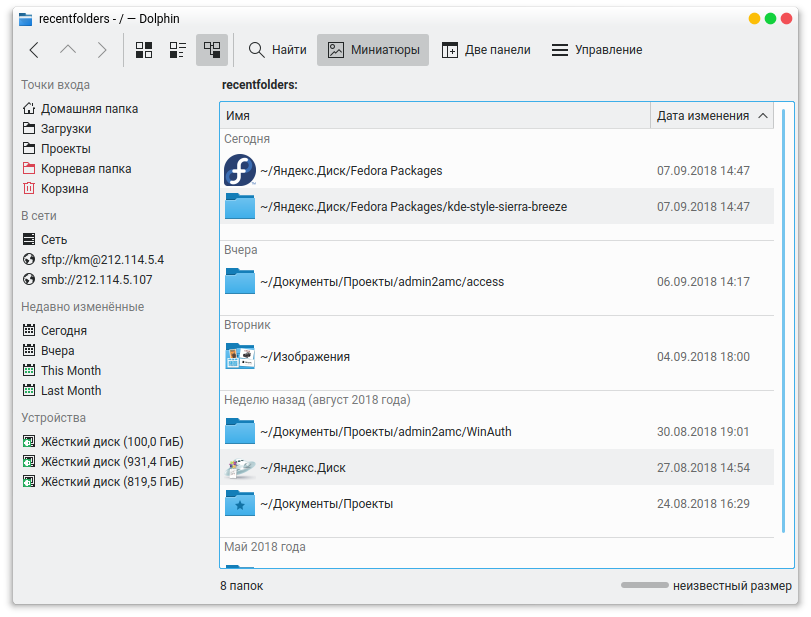 recentfolders - / — Dolphin
Найти
Миниатюры
Две панели
Управление
Точки входа
Домашняя папка
Загрузки
Проекты
Корневая папка
Корзина
В сети
Сеть
sftp://km@212.114.5.4
smb://212.114.5.107
Недавно изменённые
Сегодня
Вчера
This Month
Last Month
Устройства
Жёсткий диск (100,0 ГиБ)
Жёсткий диск (931,4 ГиБ)
Жёсткий диск (819,5 ГиБ)
recentfolders:
Имя Дата изменения
Сегодня
~/Яндекс.Диск/Fedora Packages 07.09.2018 14:47
~/Яндекс.Диск/Fedora Packages/kde-style-sierra-breeze 07.09.2018 14:47
Вчера
~/Документы/Проекты/admin2amc/access 06.09.2018 14:17
Вторник
~/Изображения 04.09.2018 18:00
Неделю назад (август 2018 года)
~/Документы/Проекты/admin2amc/WinAuth 30.08.2018 19:01
~/Яндекс.Диск 27.08.2018 14:54
~/Документы/Проекты 24.08.2018 16:29
Май 2018 года
8 папок
неизвестный размер